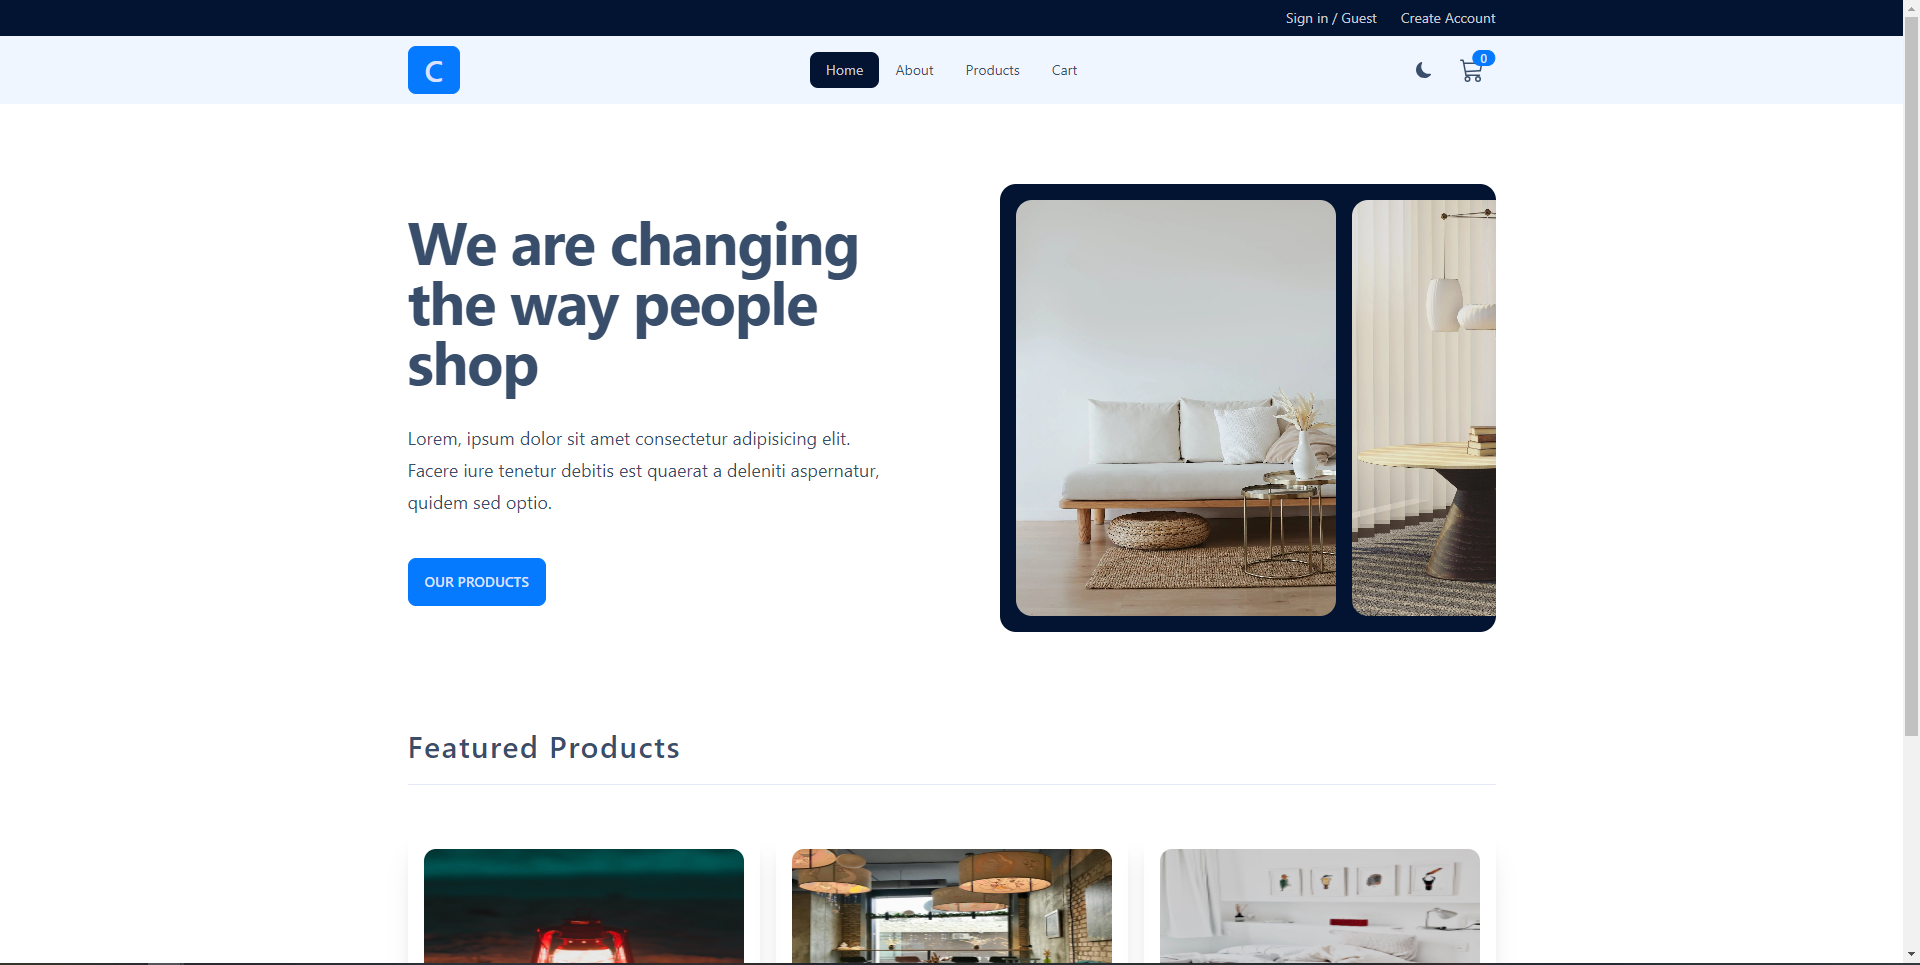 Sign in / Guest Create Account
C
Home About Products Cart
0
We are changing
the way people
shop
Lorem, ipsum dolor sit amet consectetur adipisicing elit.
Facere iure tenetur debitis est quaerat a deleniti aspernatur,
quidem sed optio.
OUR PRODUCTS
Featured Products